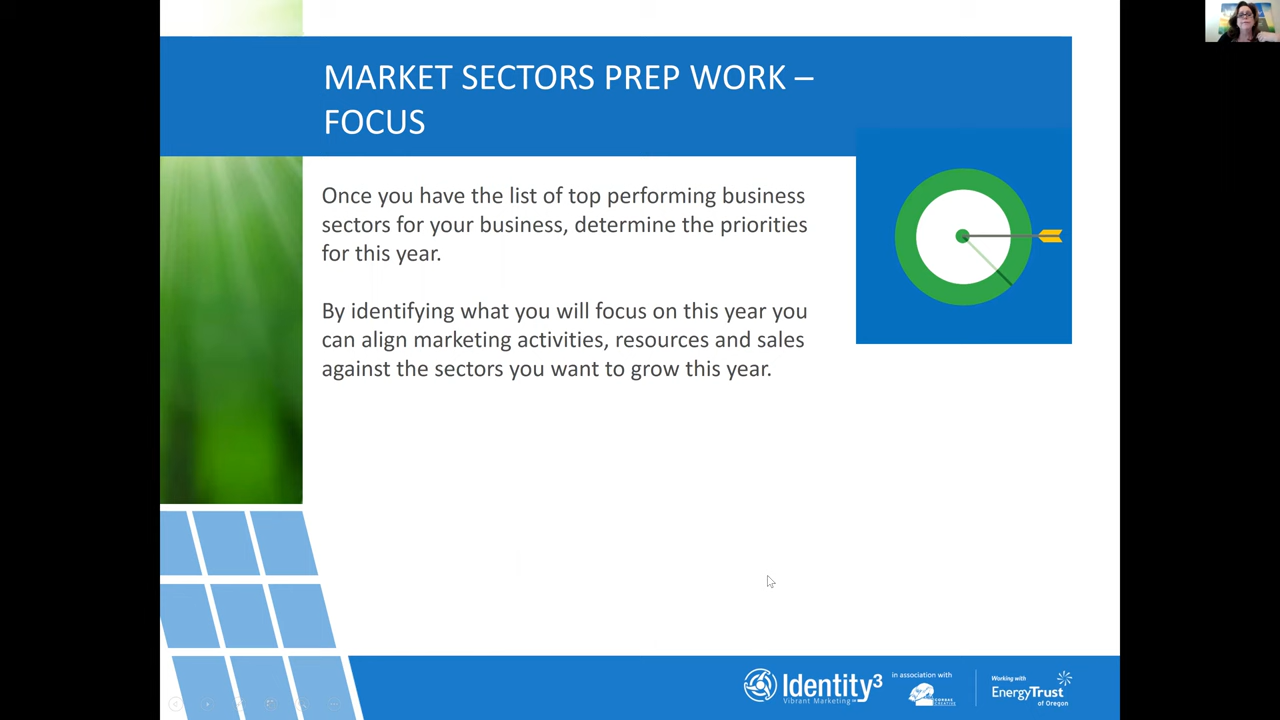 MARKET SECTORS PREP WORK –
FOCUS
Once you have the list of top performing business
sectors for your business, determine the priorities
for this year.
By identifying what you will focus on this year you
can align marketing activities, resources and sales
against the sectors you want to grow this year.
Identity³
Vibrant Marketing
in association with
Working with
EnergyTrust
of Oregon